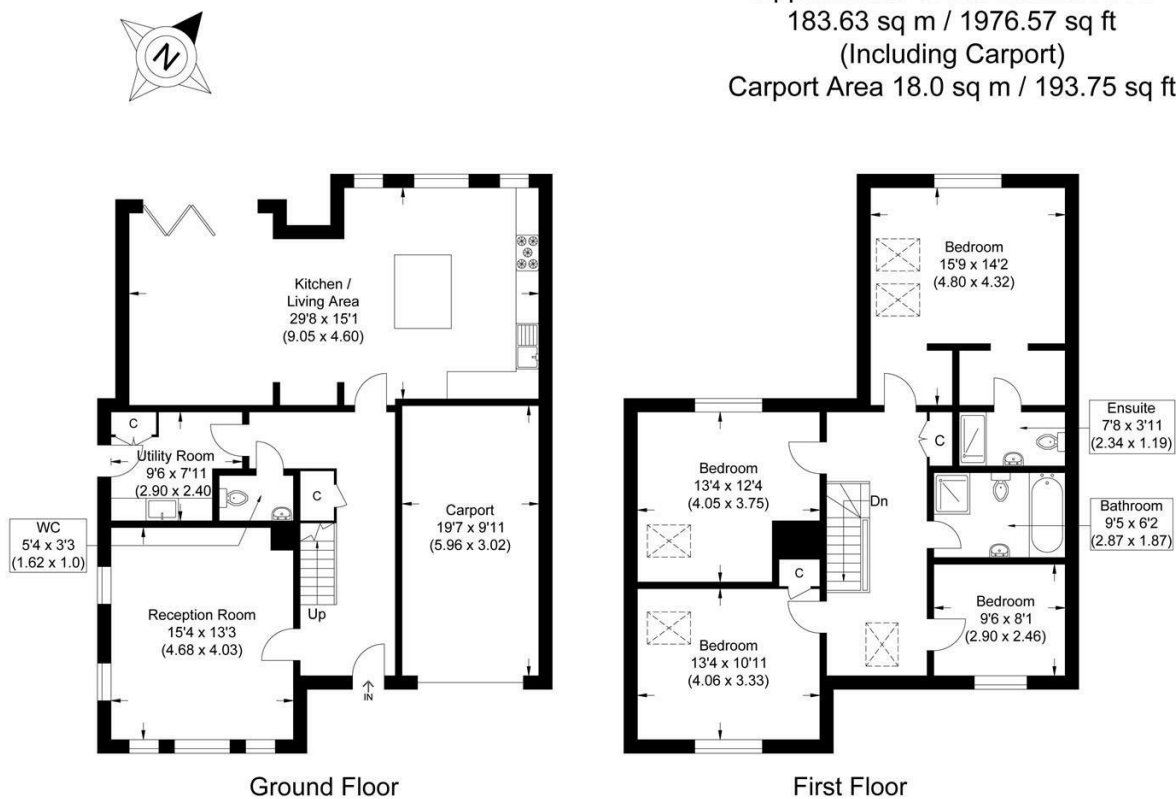 183.63 sq m / 1976.57 sq ft
(Including Carport)
Carport Area 18.0 sq m / 193.75 sq ft
N
Kitchen /
Living Area
29'8 x 15'1
(9.05 x 4.60)
C
Utility Room
9'6 x 7'11
(2.90 x 2.40
WC
5'4 x 3'3
(1.62 x 1.0)
C
Carport
19'7 x 9'11
(5.96 x 3.02)
Up
Reception Room
15'4 x 13'3
(4.68 x 4.03)
IN
Ground Floor
Bedroom
15'9 x 14'2
(4.80 x 4.32)
Ensuite
7'8 x 3'11
(2.34 x 1.19)
C
Bedroom
13'4 x 12'4
(4.05 x 3.75)
Dn
Bathroom
9'5 x 6'2
(2.87 x 1.87)
C
Bedroom
9'6 x 8'1
(2.90 x 2.46)
Bedroom
13'4 x 10'11
(4.06 x 3.33)
First Floor